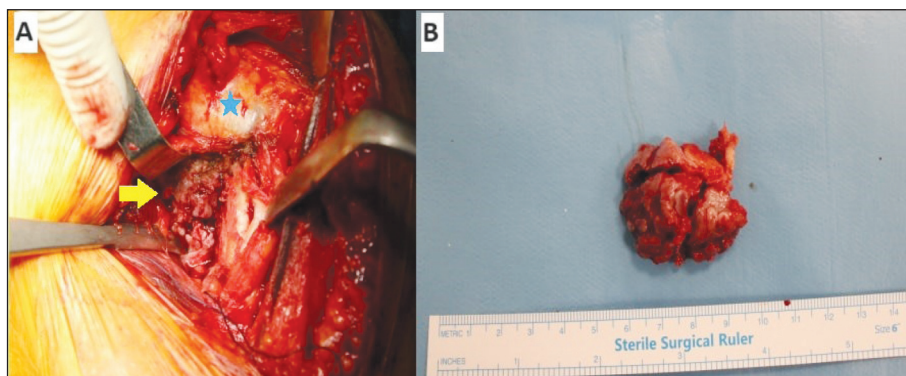 A
B
METRIC 1 2 3 4 5 6 7 8 9 10 11 12 13 14
Sterile Surgical Ruler
Size 6"
INCHES 1 2 3 4 5